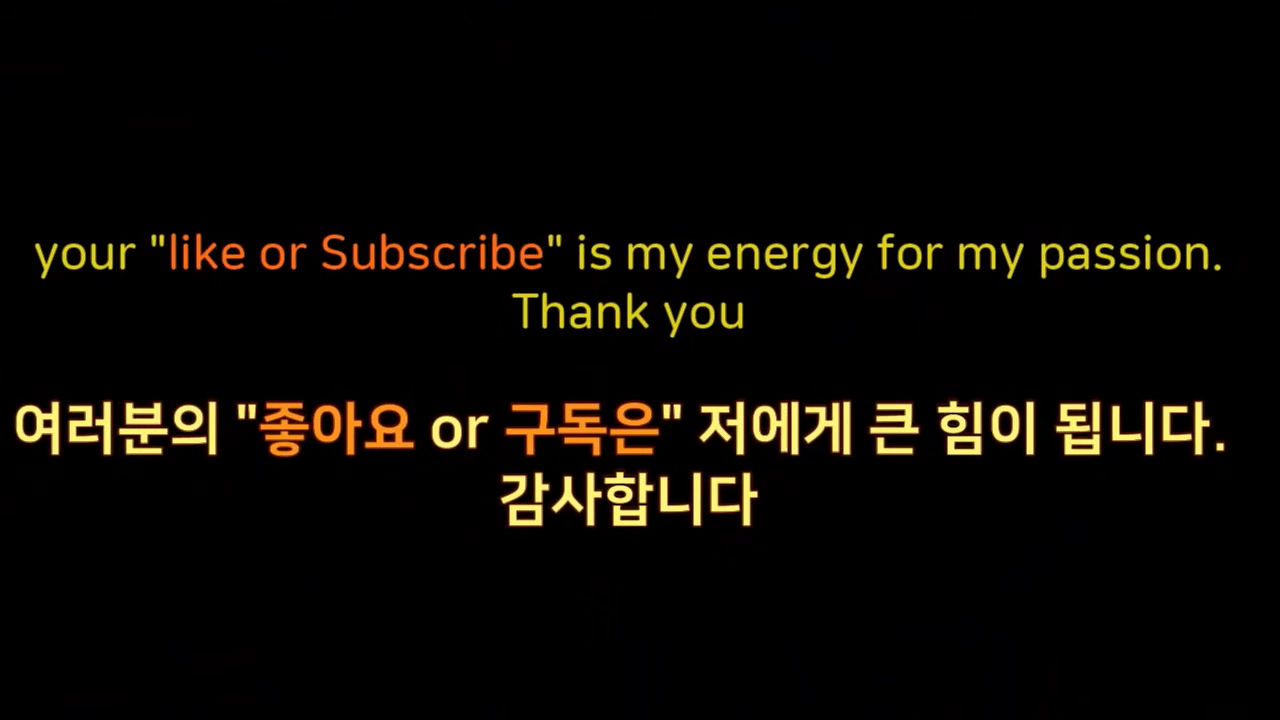 your "like or Subscribe" is my energy for my passion.
Thank you
여러분의 "좋아요 or 구독은" 저에게 큰 힘이 됩니다.
감사합니다